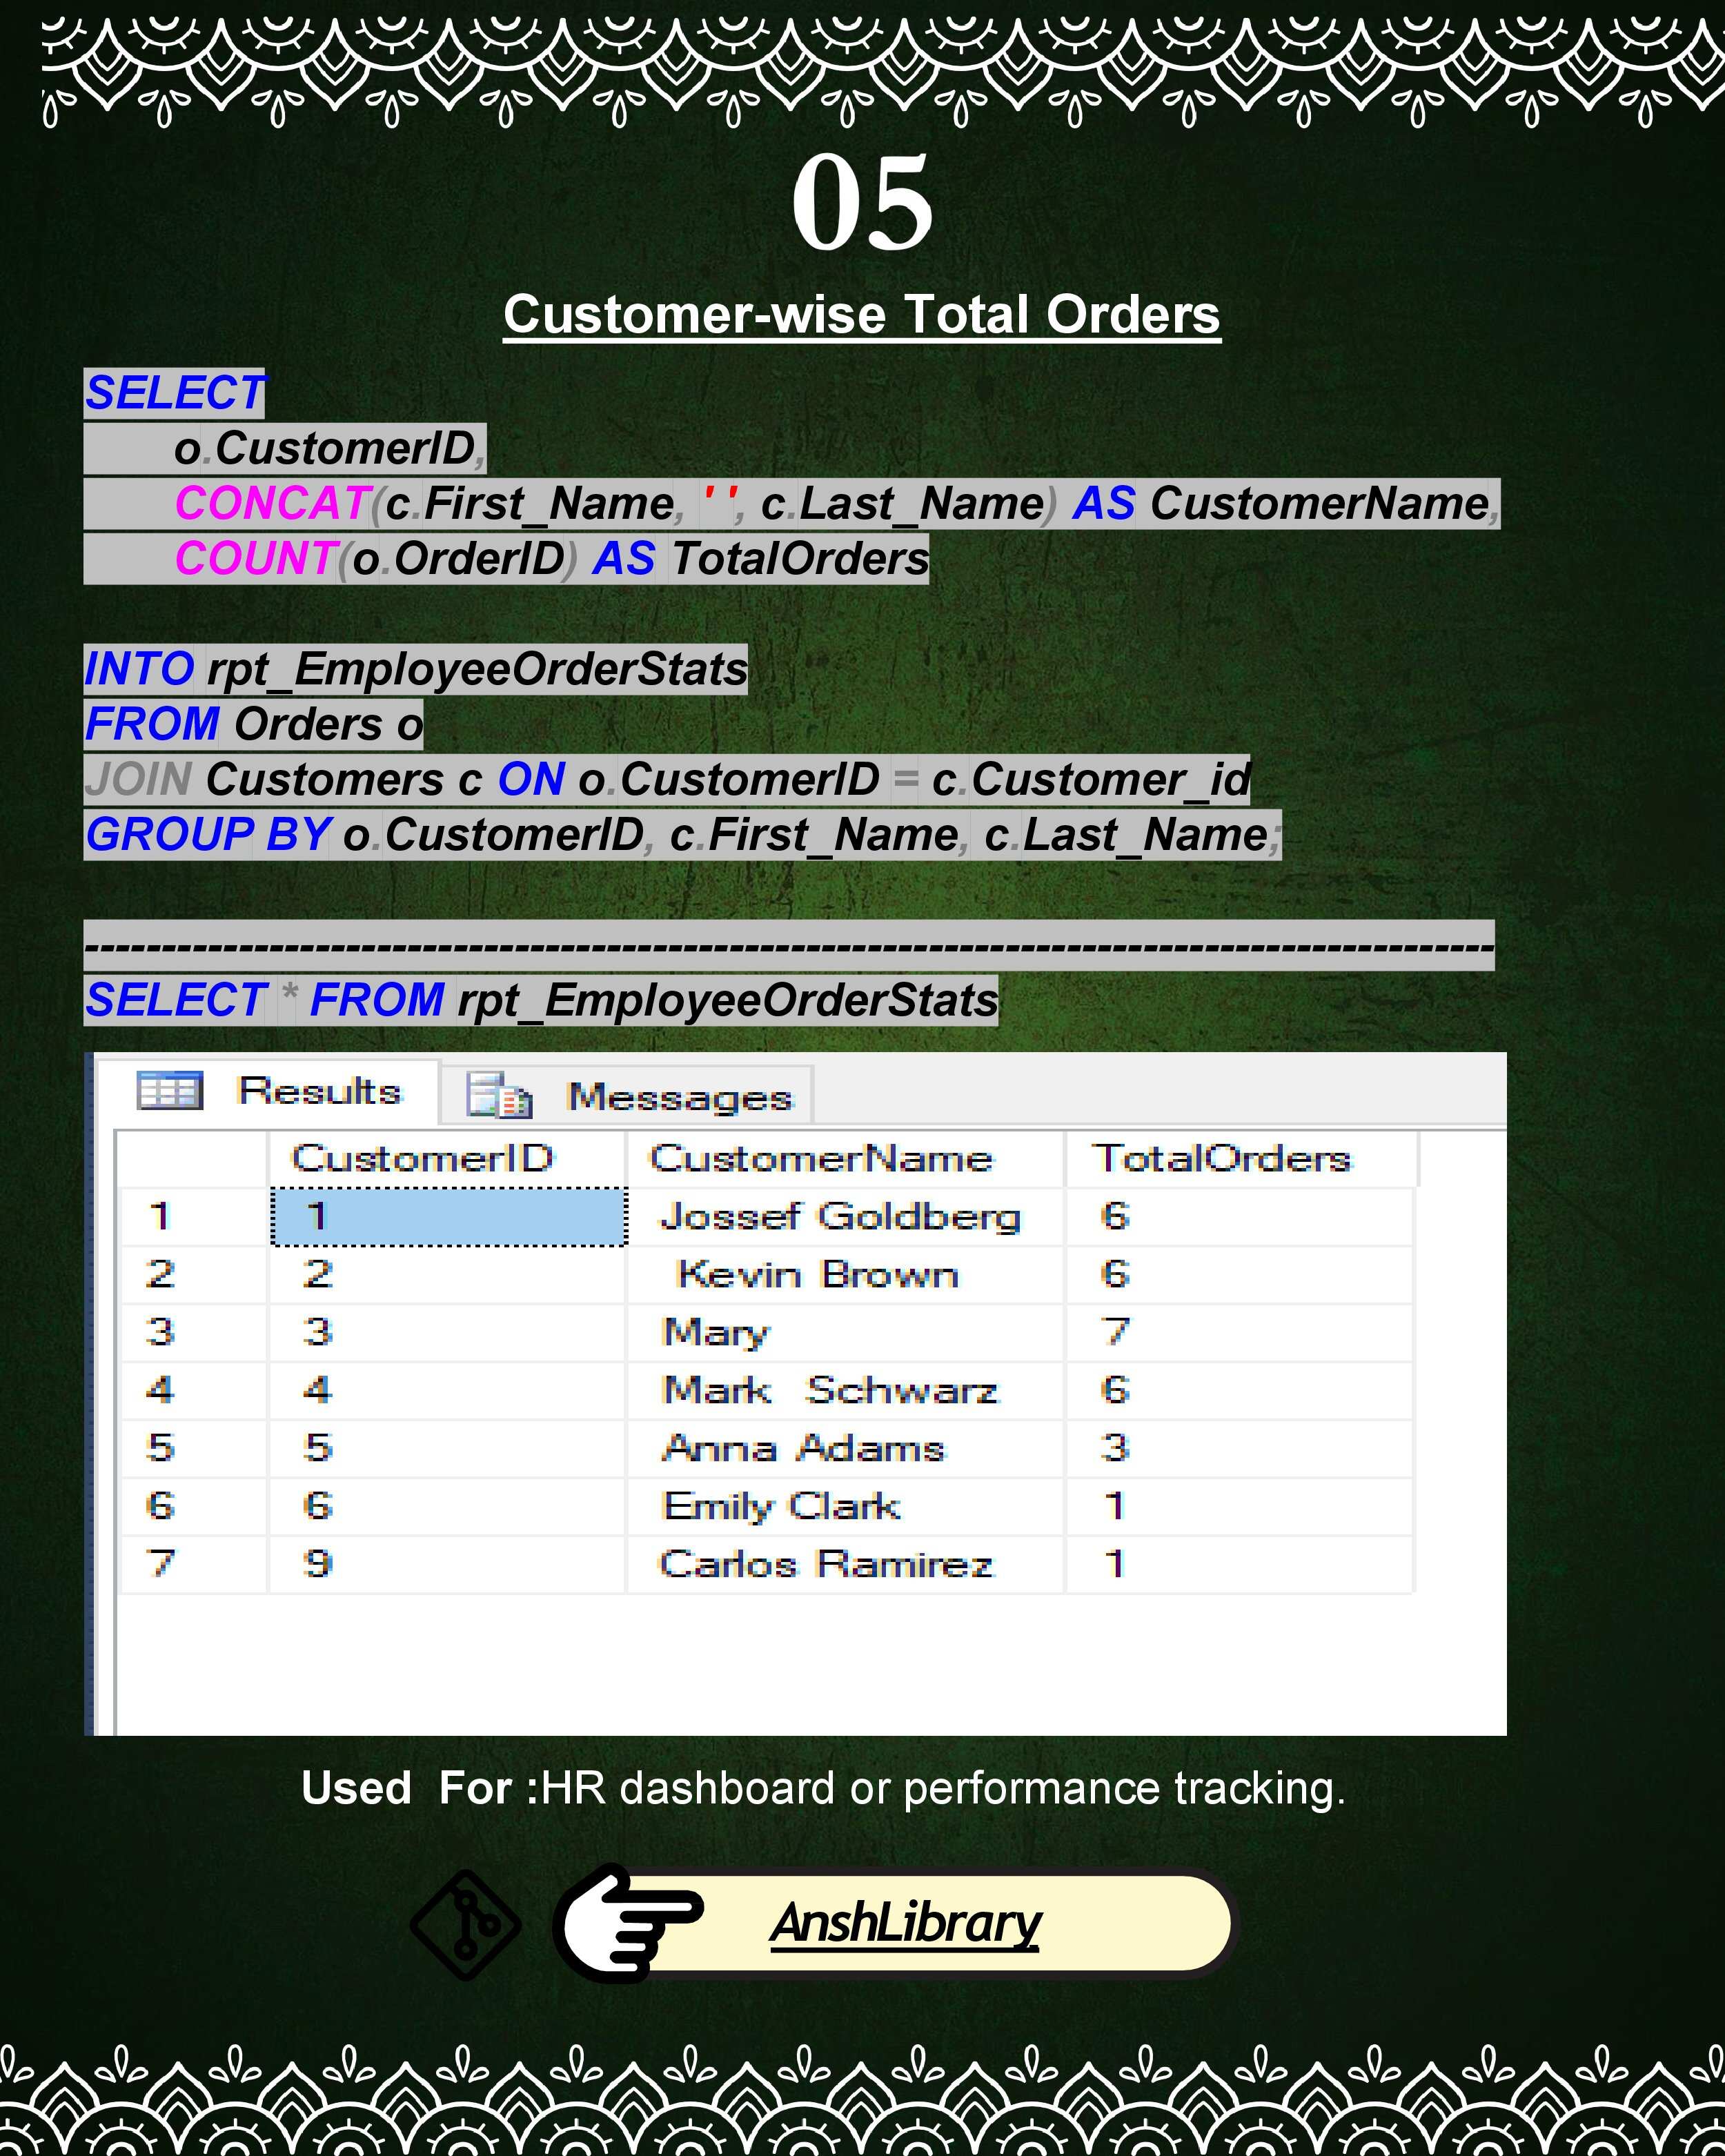 05
Customer-wise Total Orders
SELECT
o.CustomerID,
CONCAT(c.First_Name, ' ', c.Last_Name) AS CustomerName,
COUNT(o.OrderID) AS TotalOrders
INTO rpt_EmployeeOrderStats
FROM Orders o
JOIN Customers c ON o.CustomerID = c.Customer_id
GROUP BY o.CustomerID, c.First_Name, c.Last_Name;
--------------------------------------------------------------------------------------------
SELECT * FROM rpt_EmployeeOrderStats
Results Messages
CustomerID CustomerName TotalOrders
1 1 Jossef Goldberg 6
2 2 Kevin Brown 6
3 3 Mary 7
4 4 Mark  Schwarz 6
5 5 Anna Adams 3
6 6 Emily Clark 1
7 9 Carlos Ramirez 1
Used  For :HR dashboard or performance tracking.
AnshLibrary